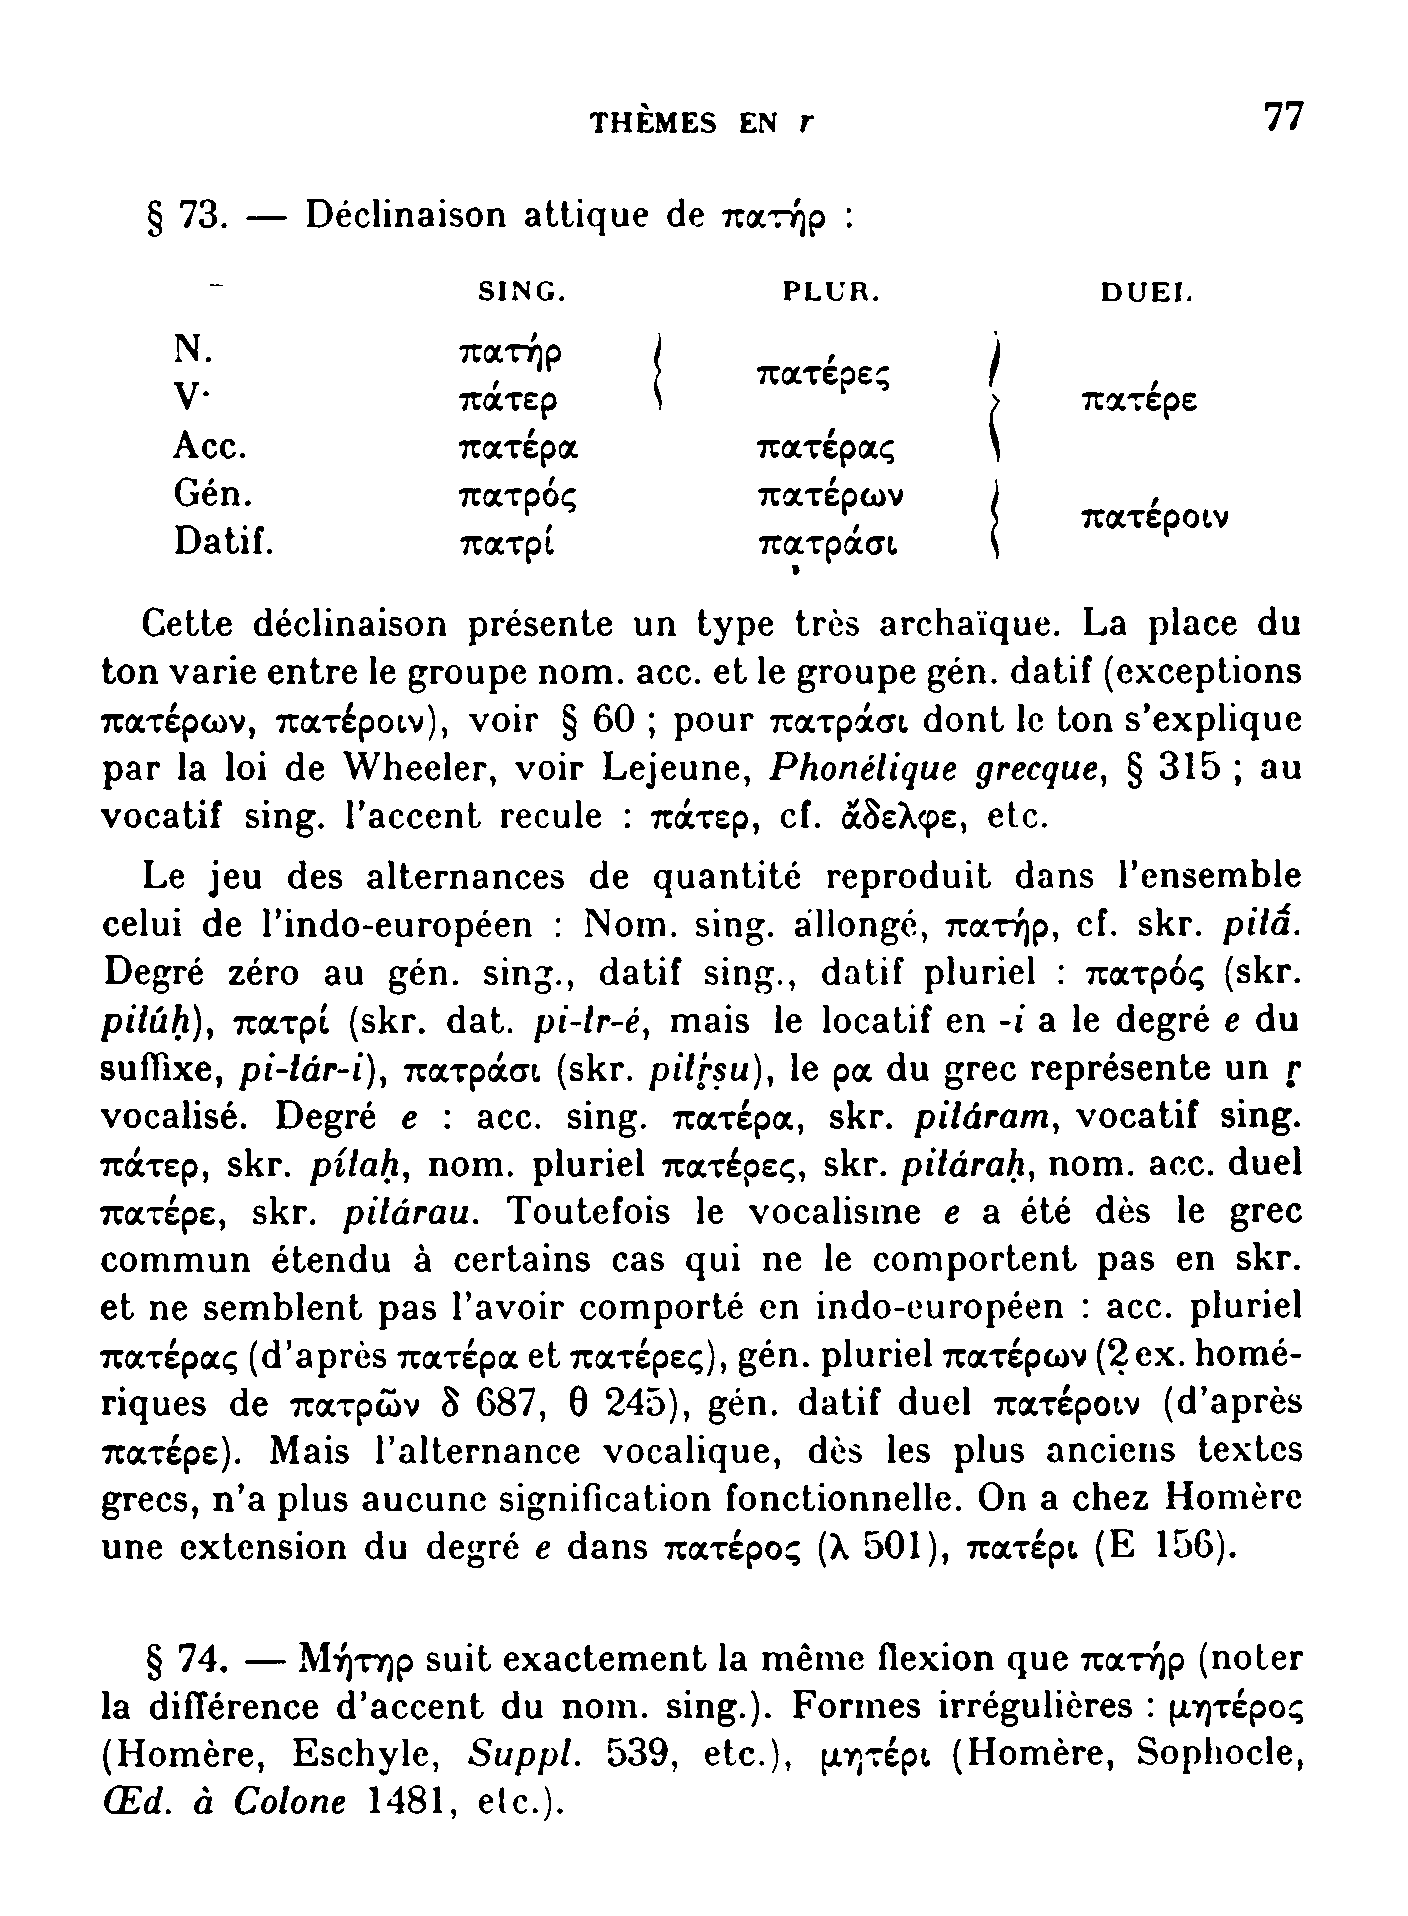 THÈMES EN r 77
§ 73. — Déclinaison attique de πατήρ :
SING. PLUR. DUEL
N. πατήρ
πατέρες
V. πάτερ πατέρε
Acc. πατέρα πατέρας
Gén. πατρός πατέρων
πατέροιν
Datif. πατρί πατράσι
Cette déclinaison présente un type très archaïque. La place du
ton varie entre le groupe nom. acc. et le groupe gén. datif (exceptions
πατέρων, πατέροιν), voir § 60 ; pour πατράσι dont le ton s'explique
par la loi de Wheeler, voir Lejeune, Phonétique grecque, § 315 ; au
vocatif sing. l'accent recule : πάτερ, cf. ἄδελφε, etc.
Le jeu des alternances de quantité reproduit dans l'ensemble
celui de l'indo-européen : Nom. sing. allongé, πατήρ, cf. skr. pitā́.
Degré zéro au gén. sing., datif sing., datif pluriel : πατρός (skr.
pitúḥ), πατρί (skr. dat. pi-tr-é, mais le locatif en -i a le degré e du
suffixe, pi-tár-i), πατράσι (skr. pitṛ́ṣu), le ρα du grec représente un ṛ
vocalisé. Degré e : acc. sing. πατέρα, skr. pitáram, vocatif sing.
πάτερ, skr. pítaḥ, nom. pluriel πατέρες, skr. pitáraḥ, nom. acc. duel
πατέρε, skr. pitárau. Toutefois le vocalisme e a été dès le grec
commun étendu à certains cas qui ne le comportent pas en skr.
et ne semblent pas l'avoir comporté en indo-européen : acc. pluriel
πατέρας (d'après πατέρα et πατέρες), gén. pluriel πατέρων (2 ex. homé-
riques de πατρῶν δ 687, θ 245), gén. datif duel πατέροιν (d'après
πατέρε). Mais l'alternance vocalique, dès les plus anciens textes
grecs, n'a plus aucune signification fonctionnelle. On a chez Homère
une extension du degré e dans πατέρος (λ 501), πατέρι (E 156).
§ 74. — Μήτηρ suit exactement la même flexion que πατήρ (noter
la différence d'accent du nom. sing.). Formes irrégulières : μητέρος
(Homère, Eschyle, Suppl. 539, etc.), μητέρι (Homère, Sophocle,
Œd. à Colone 1481, etc.).